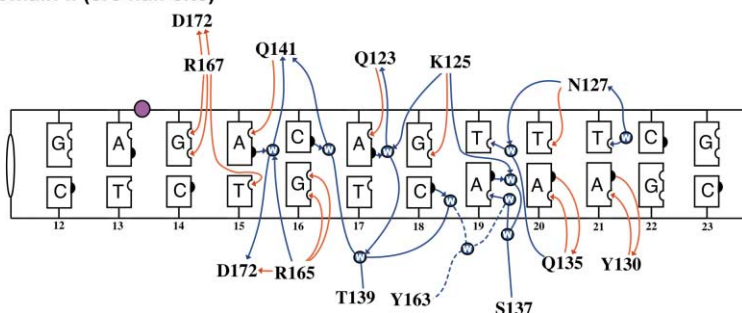 D172
Q141
R167
Q123
K125
N127
G A G A W C W A W G T W T T W C G
C T C T G T C W A W W A A G C
12 13 14 15 16 17 18 19 20 21 22 23
W W W
D172 R165
Q135 Y130
T139 Y163
S137